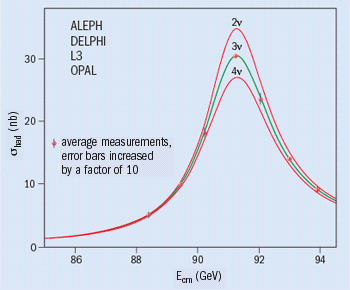 ALEPH
DELPHI
L3
OPAL
2ν
3ν
4ν
average measurements,
error bars increased
by a factor of 10
σhad (nb)
30
20
10
0
86 88 90 92 94
Ecm (GeV)